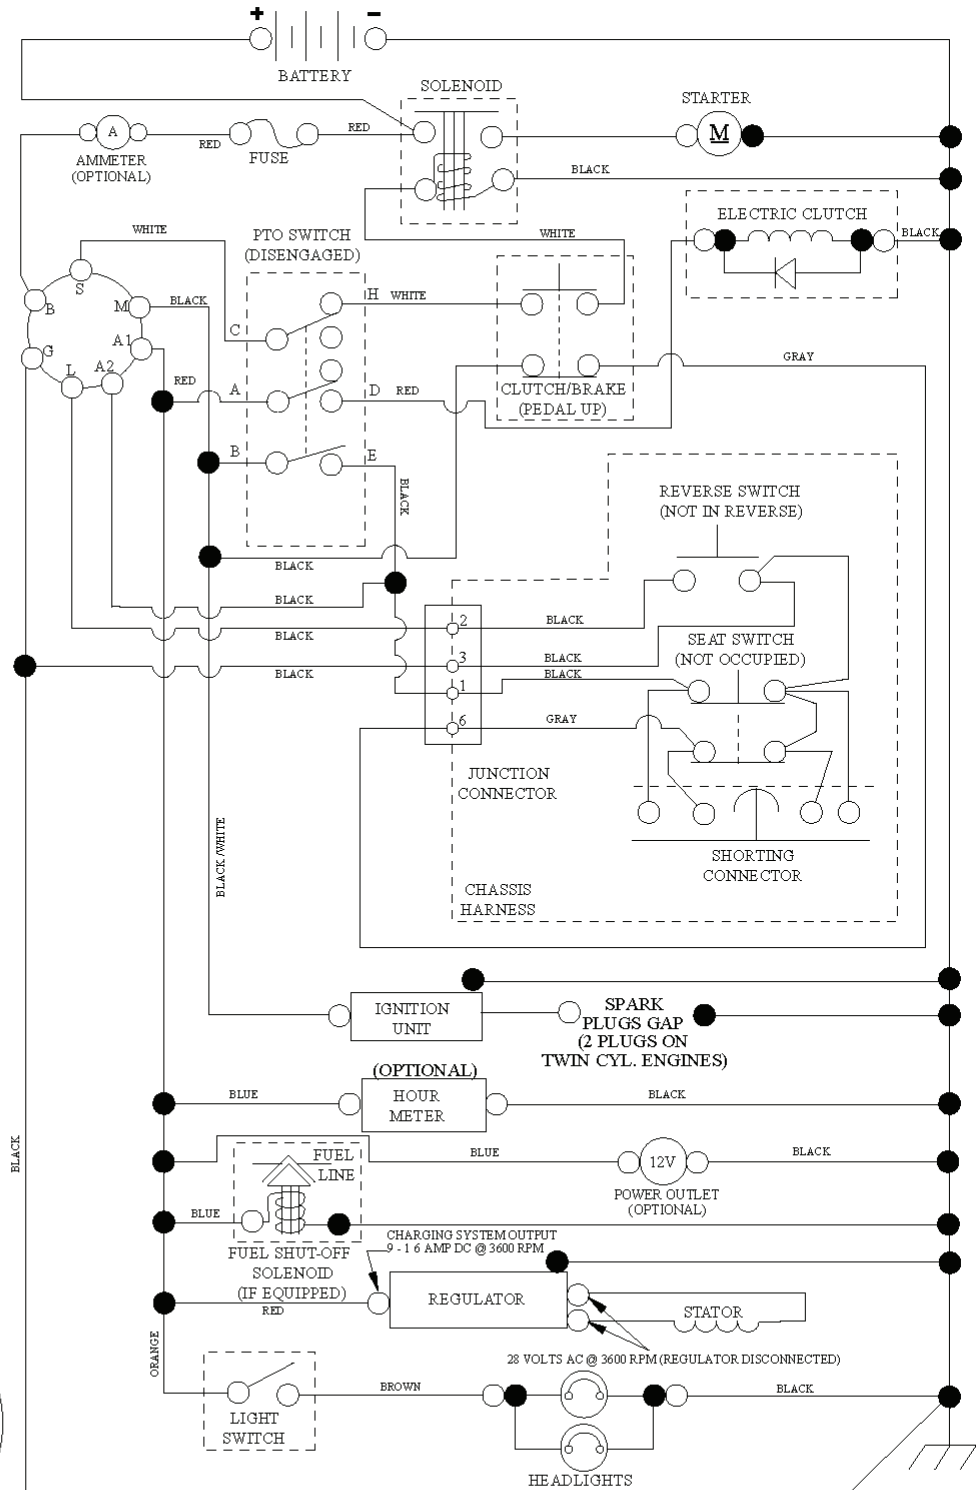 + −
BATTERY
SOLENOID
STARTER
A
M
RED
RED
FUSE
AMMETER
(OPTIONAL)
BLACK
ELECTRIC CLUTCH
BLACK
WHITE
WHITE
PTO SWITCH
(DISENGAGED)
S
B
M
BLACK
H
WHITE
C
G
A1
L
A2
RED
A
D
RED
GRAY
CLUTCH/BRAKE
(PEDAL UP)
B
E
BLACK
REVERSE SWITCH
(NOT IN REVERSE)
BLACK
BLACK
BLACK
2
BLACK
SEAT SWITCH
(NOT OCCUPIED)
3
BLACK
BLACK
BLACK
1
6
GRAY
JUNCTION
CONNECTOR
BLACK/WHITE
SHORTING
CONNECTOR
CHASSIS
HARNESS
IGNITION
UNIT
SPARK
PLUGS GAP
(2 PLUGS ON
TWIN CYL. ENGINES)
(OPTIONAL)
HOUR
METER
BLUE
BLACK
BLACK
FUEL
LINE
BLUE
12V
BLACK
POWER OUTLET
(OPTIONAL)
BLUE
CHARGING SYSTEM OUTPUT
9 - 1 6 AMP DC @ 3600 RPM
FUEL SHUT-OFF
SOLENOID
(IF EQUIPPED)
RED
REGULATOR
STATOR
28 VOLTS AC @ 3600 RPM (REGULATOR DISCONNECTED)
ORANGE
BROWN
BLACK
LIGHT
SWITCH
HEADLIGHTS